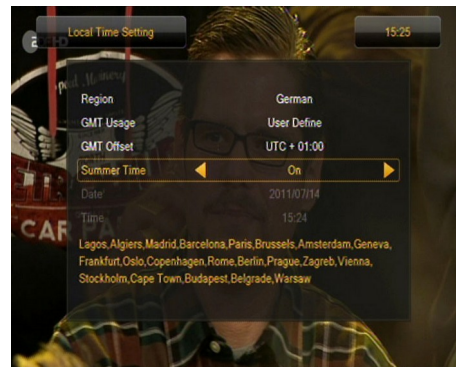 Local Time Setting
15:25
Region German
GMT Usage User Define
GMT Offset UTC + 01:00
Summer Time On
Date 2011/07/14
Time 15:24
Lagos,Algiers,Madrid,Barcelona,Paris,Brussels,Amsterdam,Geneva,
Frankfurt,Oslo,Copenhagen,Rome,Berlin,Prague,Zagreb,Vienna,
Stockholm,Cape Town,Budapest,Belgrade,Warsaw
CAR PA